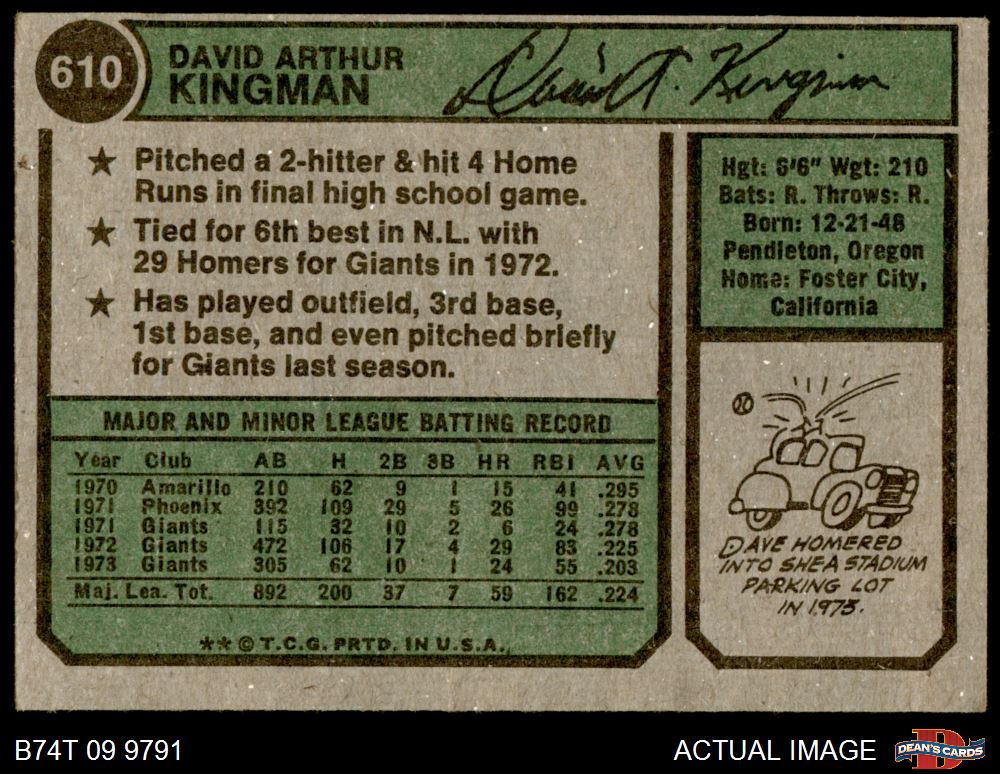 610
DAVID ARTHUR
KINGMAN
David A. Kingman
★ Pitched a 2-hitter & hit 4 Home
Runs in final high school game.
★ Tied for 6th best in N.L. with
29 Homers for Giants in 1972.
★ Has played outfield, 3rd base,
1st base, and even pitched briefly
for Giants last season.
Hgt: 6'6" Wgt: 210
Bats: R. Throws: R.
Born: 12-21-48
Pendleton, Oregon
Home: Foster City,
California
MAJOR AND MINOR LEAGUE BATTING RECORD
Year Club AB H 2B 3B HR RBI AVG
1970 Amarillo 210 62 9 1 15 41 .295
1971 Phoenix 392 109 29 5 26 99 .278
1971 Giants 115 32 10 2 6 24 .278
1972 Giants 472 106 17 4 29 83 .225
1973 Giants 305 62 10 1 24 55 .203
Maj. Lea. Tot. 892 200 37 7 59 162 .224
★★ © T.C.G. PRTD. IN U.S.A.
DAVE HOMERED
INTO SHEA STADIUM
PARKING LOT
IN 1973.
B74T 09 9791
ACTUAL IMAGE
D
DEAN'S CARDS